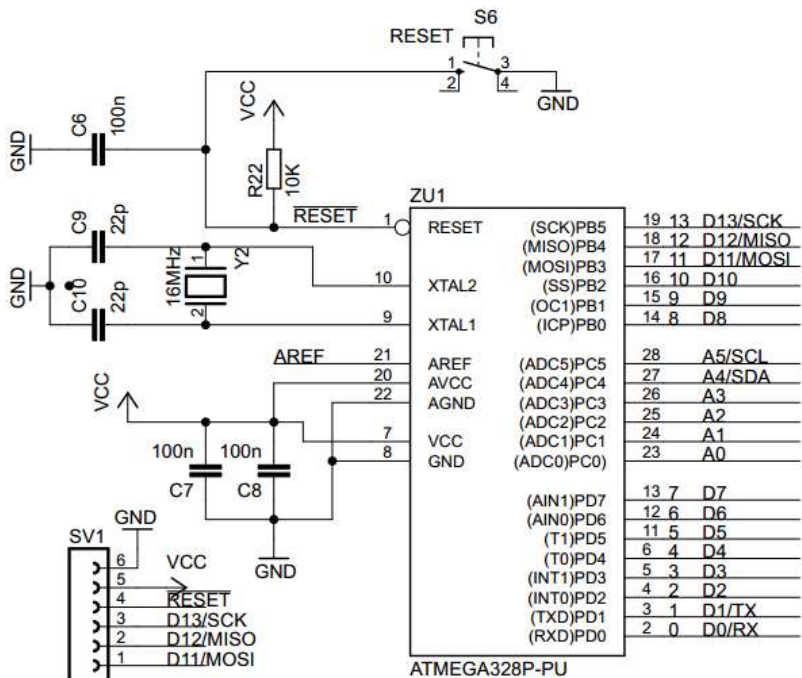 S6
RESET
1 3
2 4
GND
VCC
C6
100n
GND
R22
10K
RESET
ZU1
1 RESET (SCK)PB5 19 13 D13/SCK
(MISO)PB4 18 12 D12/MISO
(MOSI)PB3 17 11 D11/MOSI
10 XTAL2 (SS)PB2 16 10 D10
(OC1)PB1 15 9 D9
9 XTAL1 (ICP)PB0 14 8 D8
C9
22p
GND
C10
22p
1
16MHz
Y2
2
AREF 21 AREF (ADC5)PC5 28 A5/SCL
20 AVCC (ADC4)PC4 27 A4/SDA
22 AGND (ADC3)PC3 26 A3
(ADC2)PC2 25 A2
7 VCC (ADC1)PC1 24 A1
8 GND (ADC0)PC0) 23 A0
VCC
100n 100n
C7 C8
GND
(AIN1)PD7 13 7 D7
(AIN0)PD6 12 6 D6
(T1)PD5 11 5 D5
(T0)PD4 6 4 D4
(INT1)PD3 5 3 D3
(INT0)PD2 4 2 D2
(TXD)PD1 3 1 D1/TX
(RXD)PD0 2 0 D0/RX
ATMEGA328P-PU
GND
SV1
6
5 VCC
4 RESET
3 D13/SCK
2 D12/MISO
1 D11/MOSI